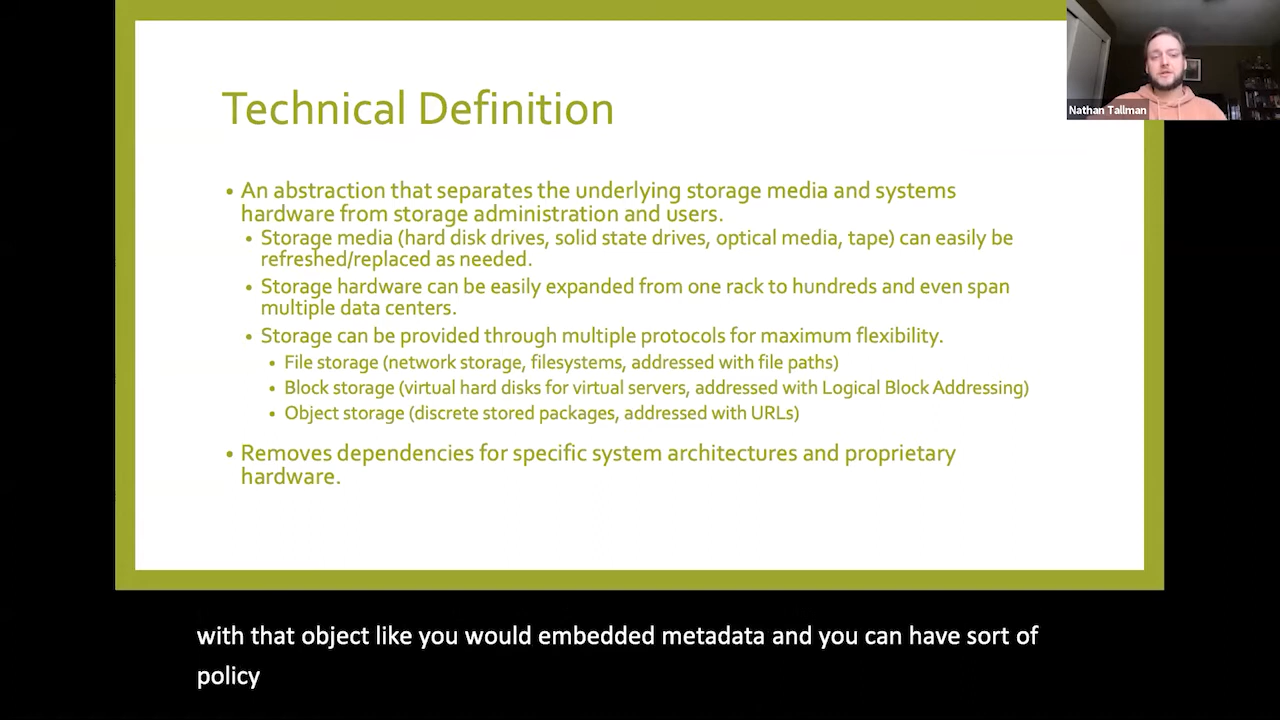 Technical Definition
• An abstraction that separates the underlying storage media and systems
hardware from storage administration and users.
• Storage media (hard disk drives, solid state drives, optical media, tape) can easily be
refreshed/replaced as needed.
• Storage hardware can be easily expanded from one rack to hundreds and even span
multiple data centers.
• Storage can be provided through multiple protocols for maximum flexibility.
• File storage (network storage, filesystems, addressed with file paths)
• Block storage (virtual hard disks for virtual servers, addressed with Logical Block Addressing)
• Object storage (discrete stored packages, addressed with URLs)
• Removes dependencies for specific system architectures and proprietary
hardware.
Nathan Tallman
with that object like you would embedded metadata and you can have sort of
policy